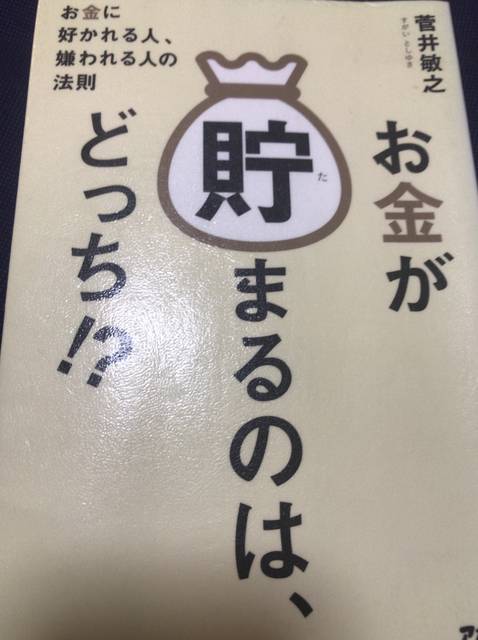 お金が
貯まるのは、
どっち!?
た
菅井敏之
すがい としゆき
お金に
好かれる人、
嫌われる人の
法則